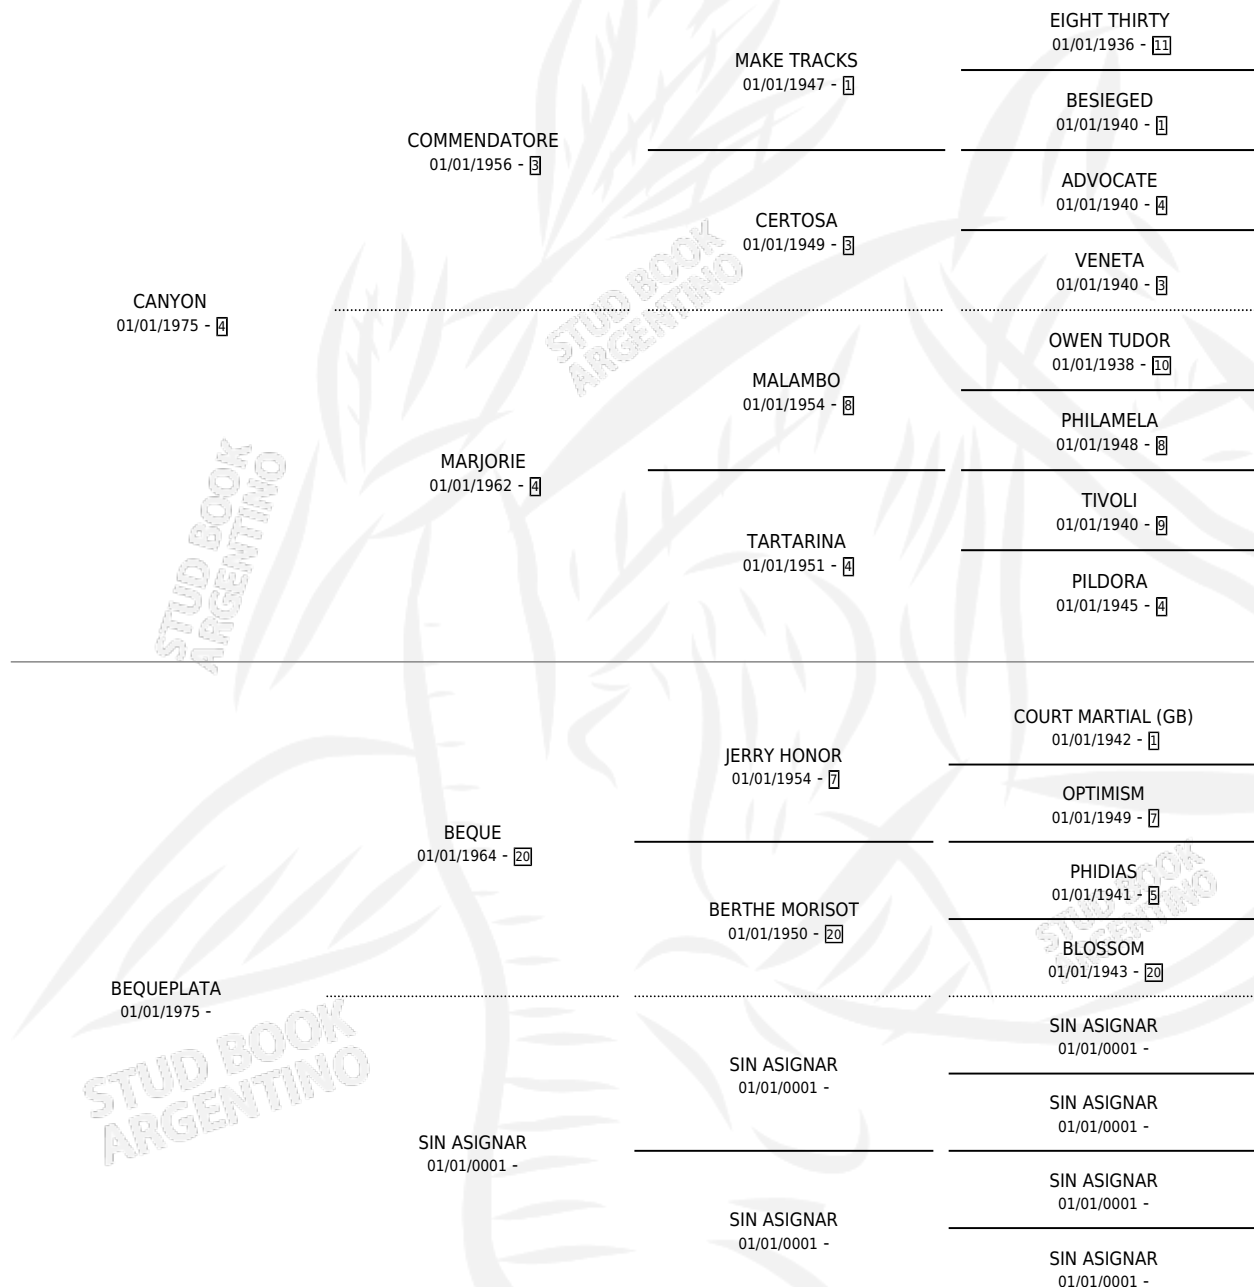 EIGHT THIRTY
01/01/1936 - 11
MAKE TRACKS
01/01/1947 - 1
BESIEGED
01/01/1940 - 1
COMMENDATORE
01/01/1956 - 3
ADVOCATE
01/01/1940 - 4
CERTOSA
01/01/1949 - 3
VENETA
01/01/1940 - 3
CANYON
01/01/1975 - 4
OWEN TUDOR
01/01/1938 - 10
MALAMBO
01/01/1954 - 8
PHILAMELA
01/01/1948 - 8
MARJORIE
01/01/1962 - 4
TIVOLI
01/01/1940 - 9
TARTARINA
01/01/1951 - 4
PILDORA
01/01/1945 - 4
STUD BOOK
ARGENTINO
STUD BOOK
ARGENTINO
COURT MARTIAL (GB)
01/01/1942 - 1
JERRY HONOR
01/01/1954 - 7
OPTIMISM
01/01/1949 - 7
BEQUE
01/01/1964 - 20
PHIDIAS
01/01/1941 - 5
BERTHE MORISOT
01/01/1950 - 20
BLOSSOM
01/01/1943 - 20
STUD BOOK
ARGENTINO
BEQUEPLATA
01/01/1975 -
SIN ASIGNAR
01/01/0001 -
SIN ASIGNAR
01/01/0001 -
SIN ASIGNAR
01/01/0001 -
SIN ASIGNAR
01/01/0001 -
SIN ASIGNAR
01/01/0001 -
SIN ASIGNAR
01/01/0001 -
SIN ASIGNAR
01/01/0001 -
STUD BOOK
ARGENTINO